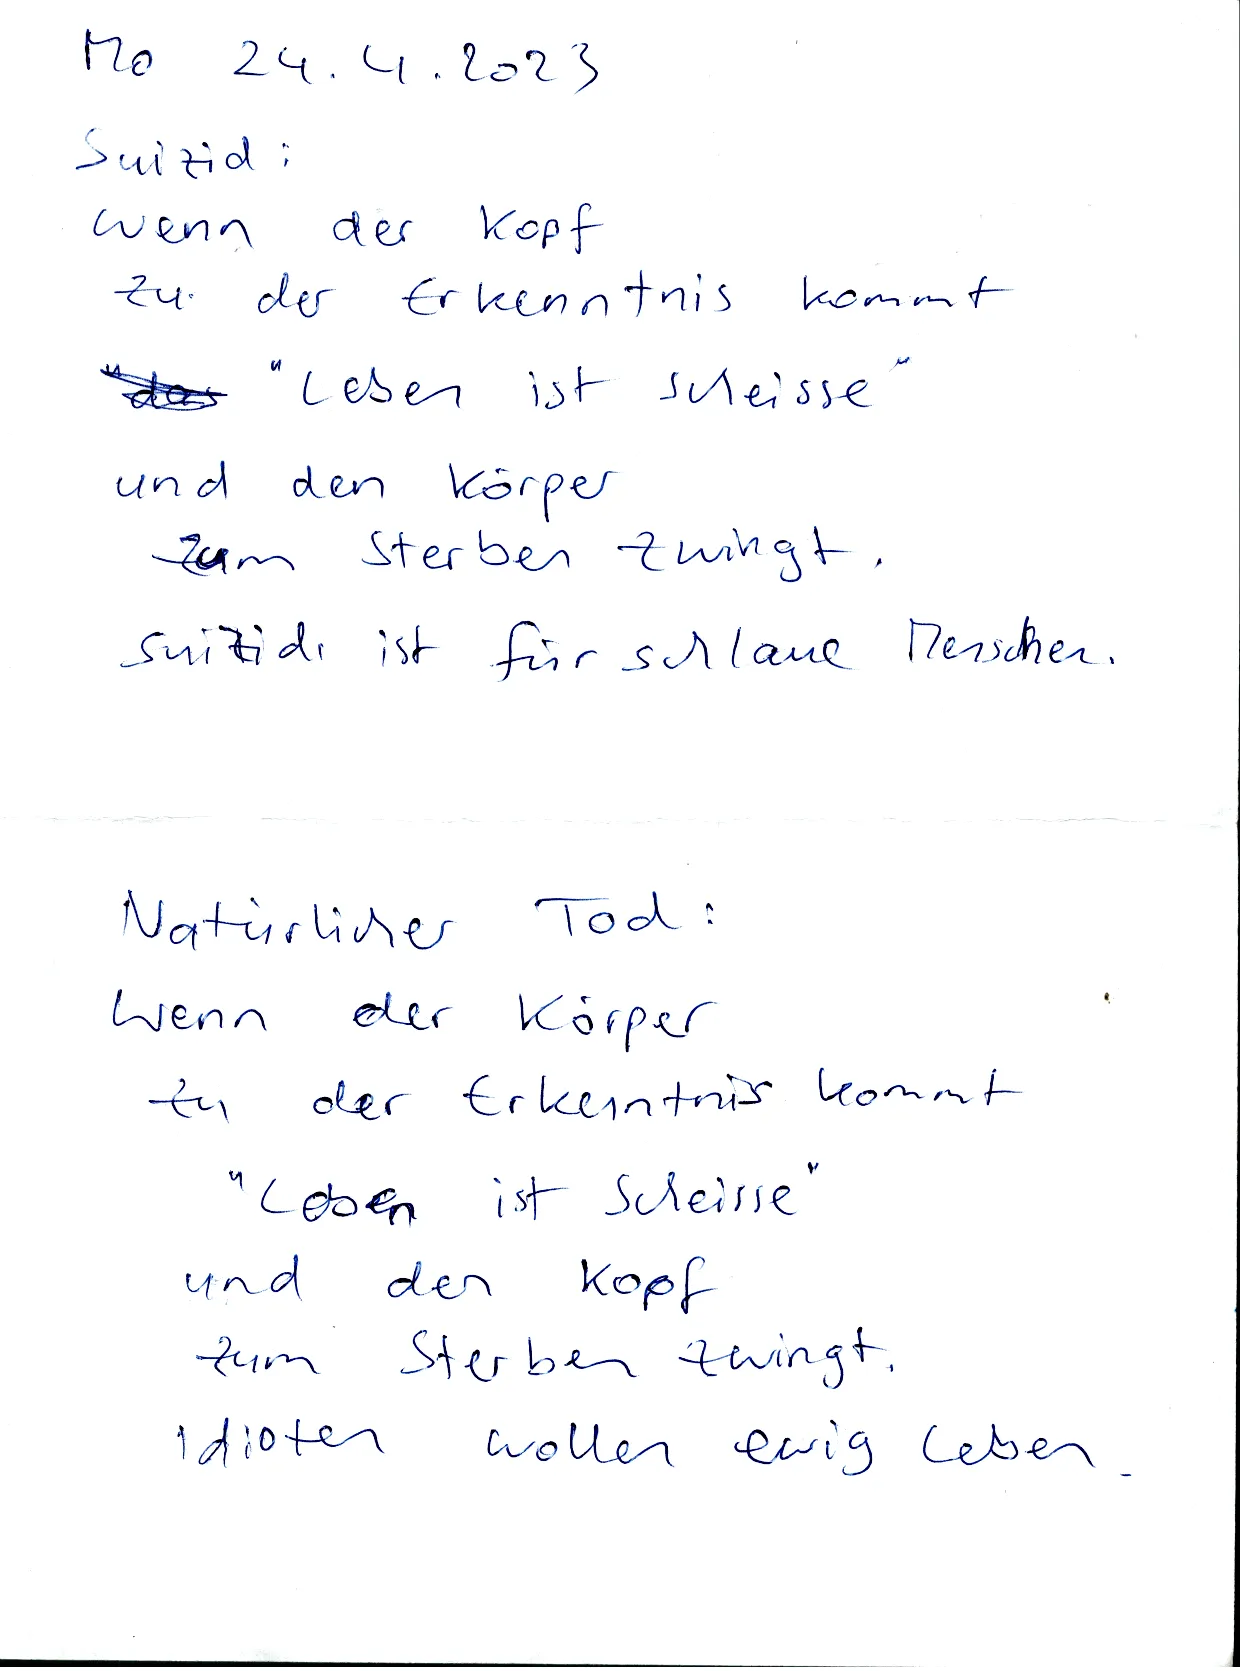 Mo 24.4.2023
Suizid:
wenn der Kopf
zu der Erkenntnis kommt
"das "Leben ist scheisse"
und den Körper
zum Sterben zwingt.
suizid ist für schlaue Menschen.
Natürlicher Tod:
Wenn der Körper
zu der Erkenntnis kommt
"Leben ist Scheisse"
und den Kopf
zum Sterben zwingt.
Idioten wollen ewig Leben.